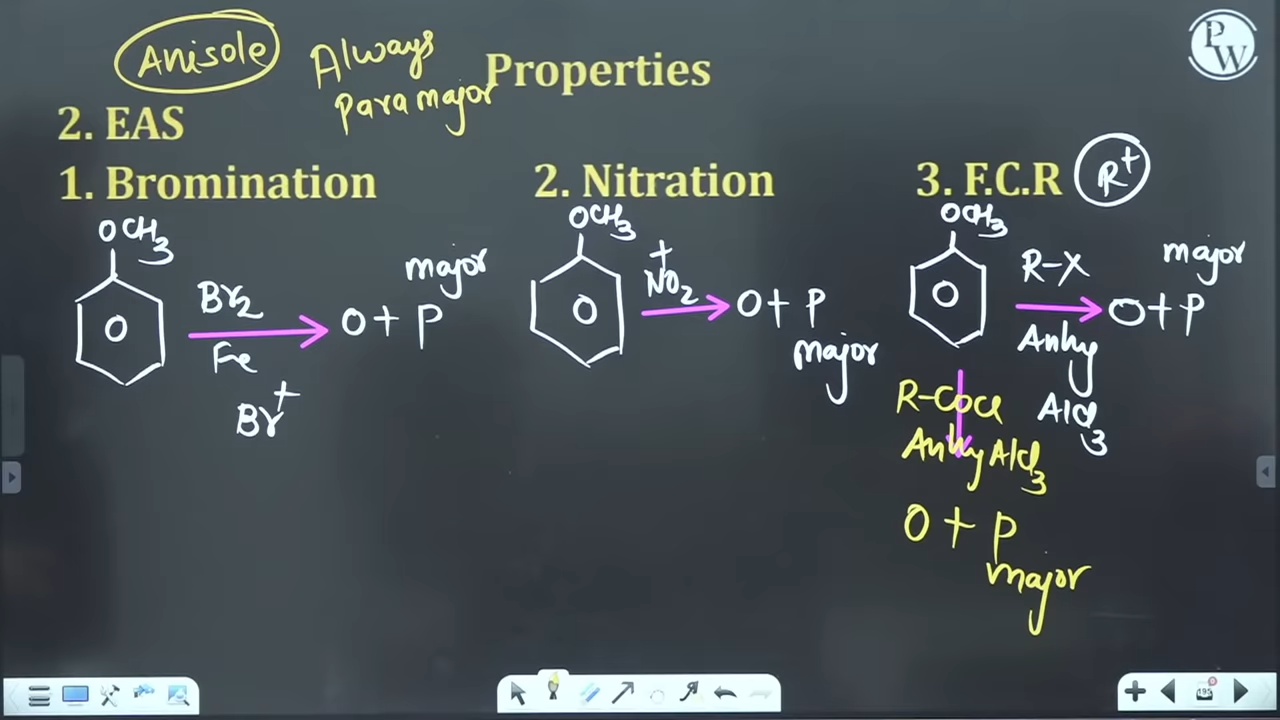 Anisole
Always
para major
Properties
PW
2. EAS
1. Bromination
OCH3
Br2
Fe
Br+
O + P
major
2. Nitration
OCH3
+NO2
O + P
major
3. F.C.R
R+
OCH3
R-X
Anhy
AlCl3
O + P
major
R-COCl
Anhy AlCl3
O + P
major